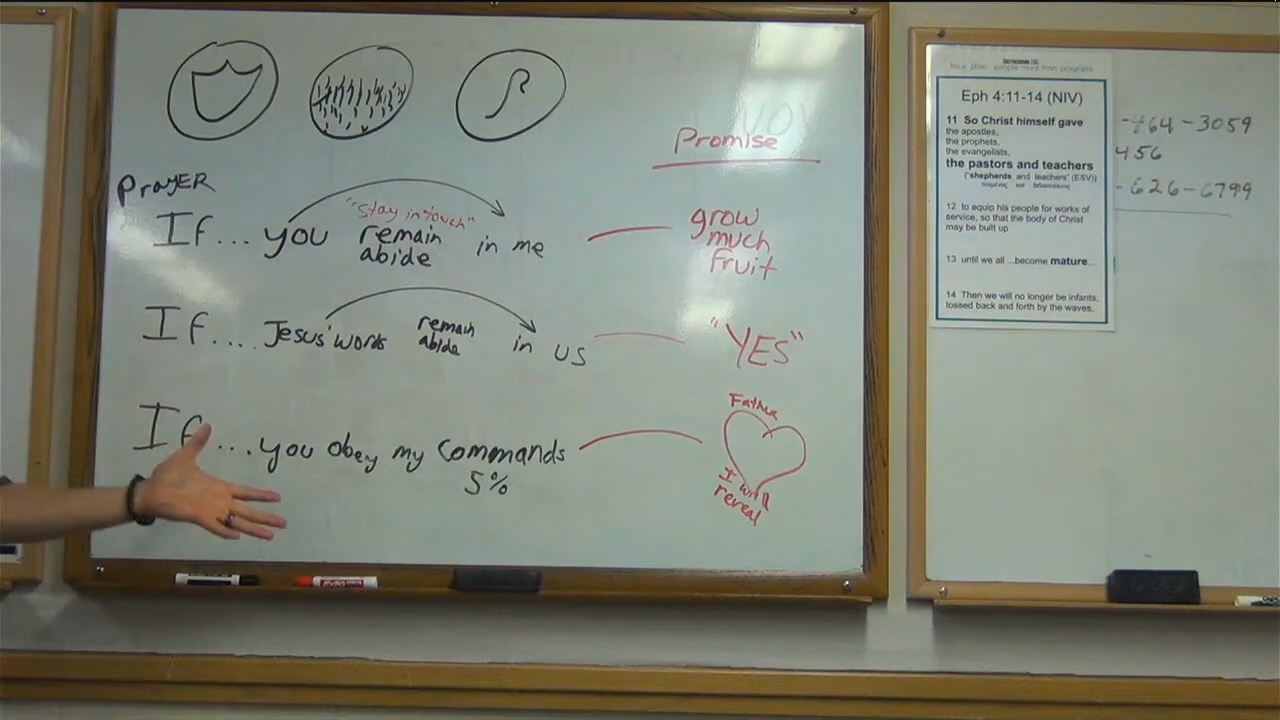 Promise
PrayER
If... you "Stay in touch" remain abide in me
grow
much
fruit
If.... Jesus' words remain abide in us
"YES"
If ... you obey my commands
5%
Father
I will
reveal
Eph 4:11-14 (NIV)
11 So Christ himself gave
the apostles,
the prophets,
the evangelists,
the pastors and teachers
("shepherds and teachers" (ESV))
12 to equip his people for works of
service, so that the body of Christ
may be built up
13 until we all ...become mature...
14 Then we will no longer be infants,
tossed back and forth by the waves.
-464-3059
456
-626-6799